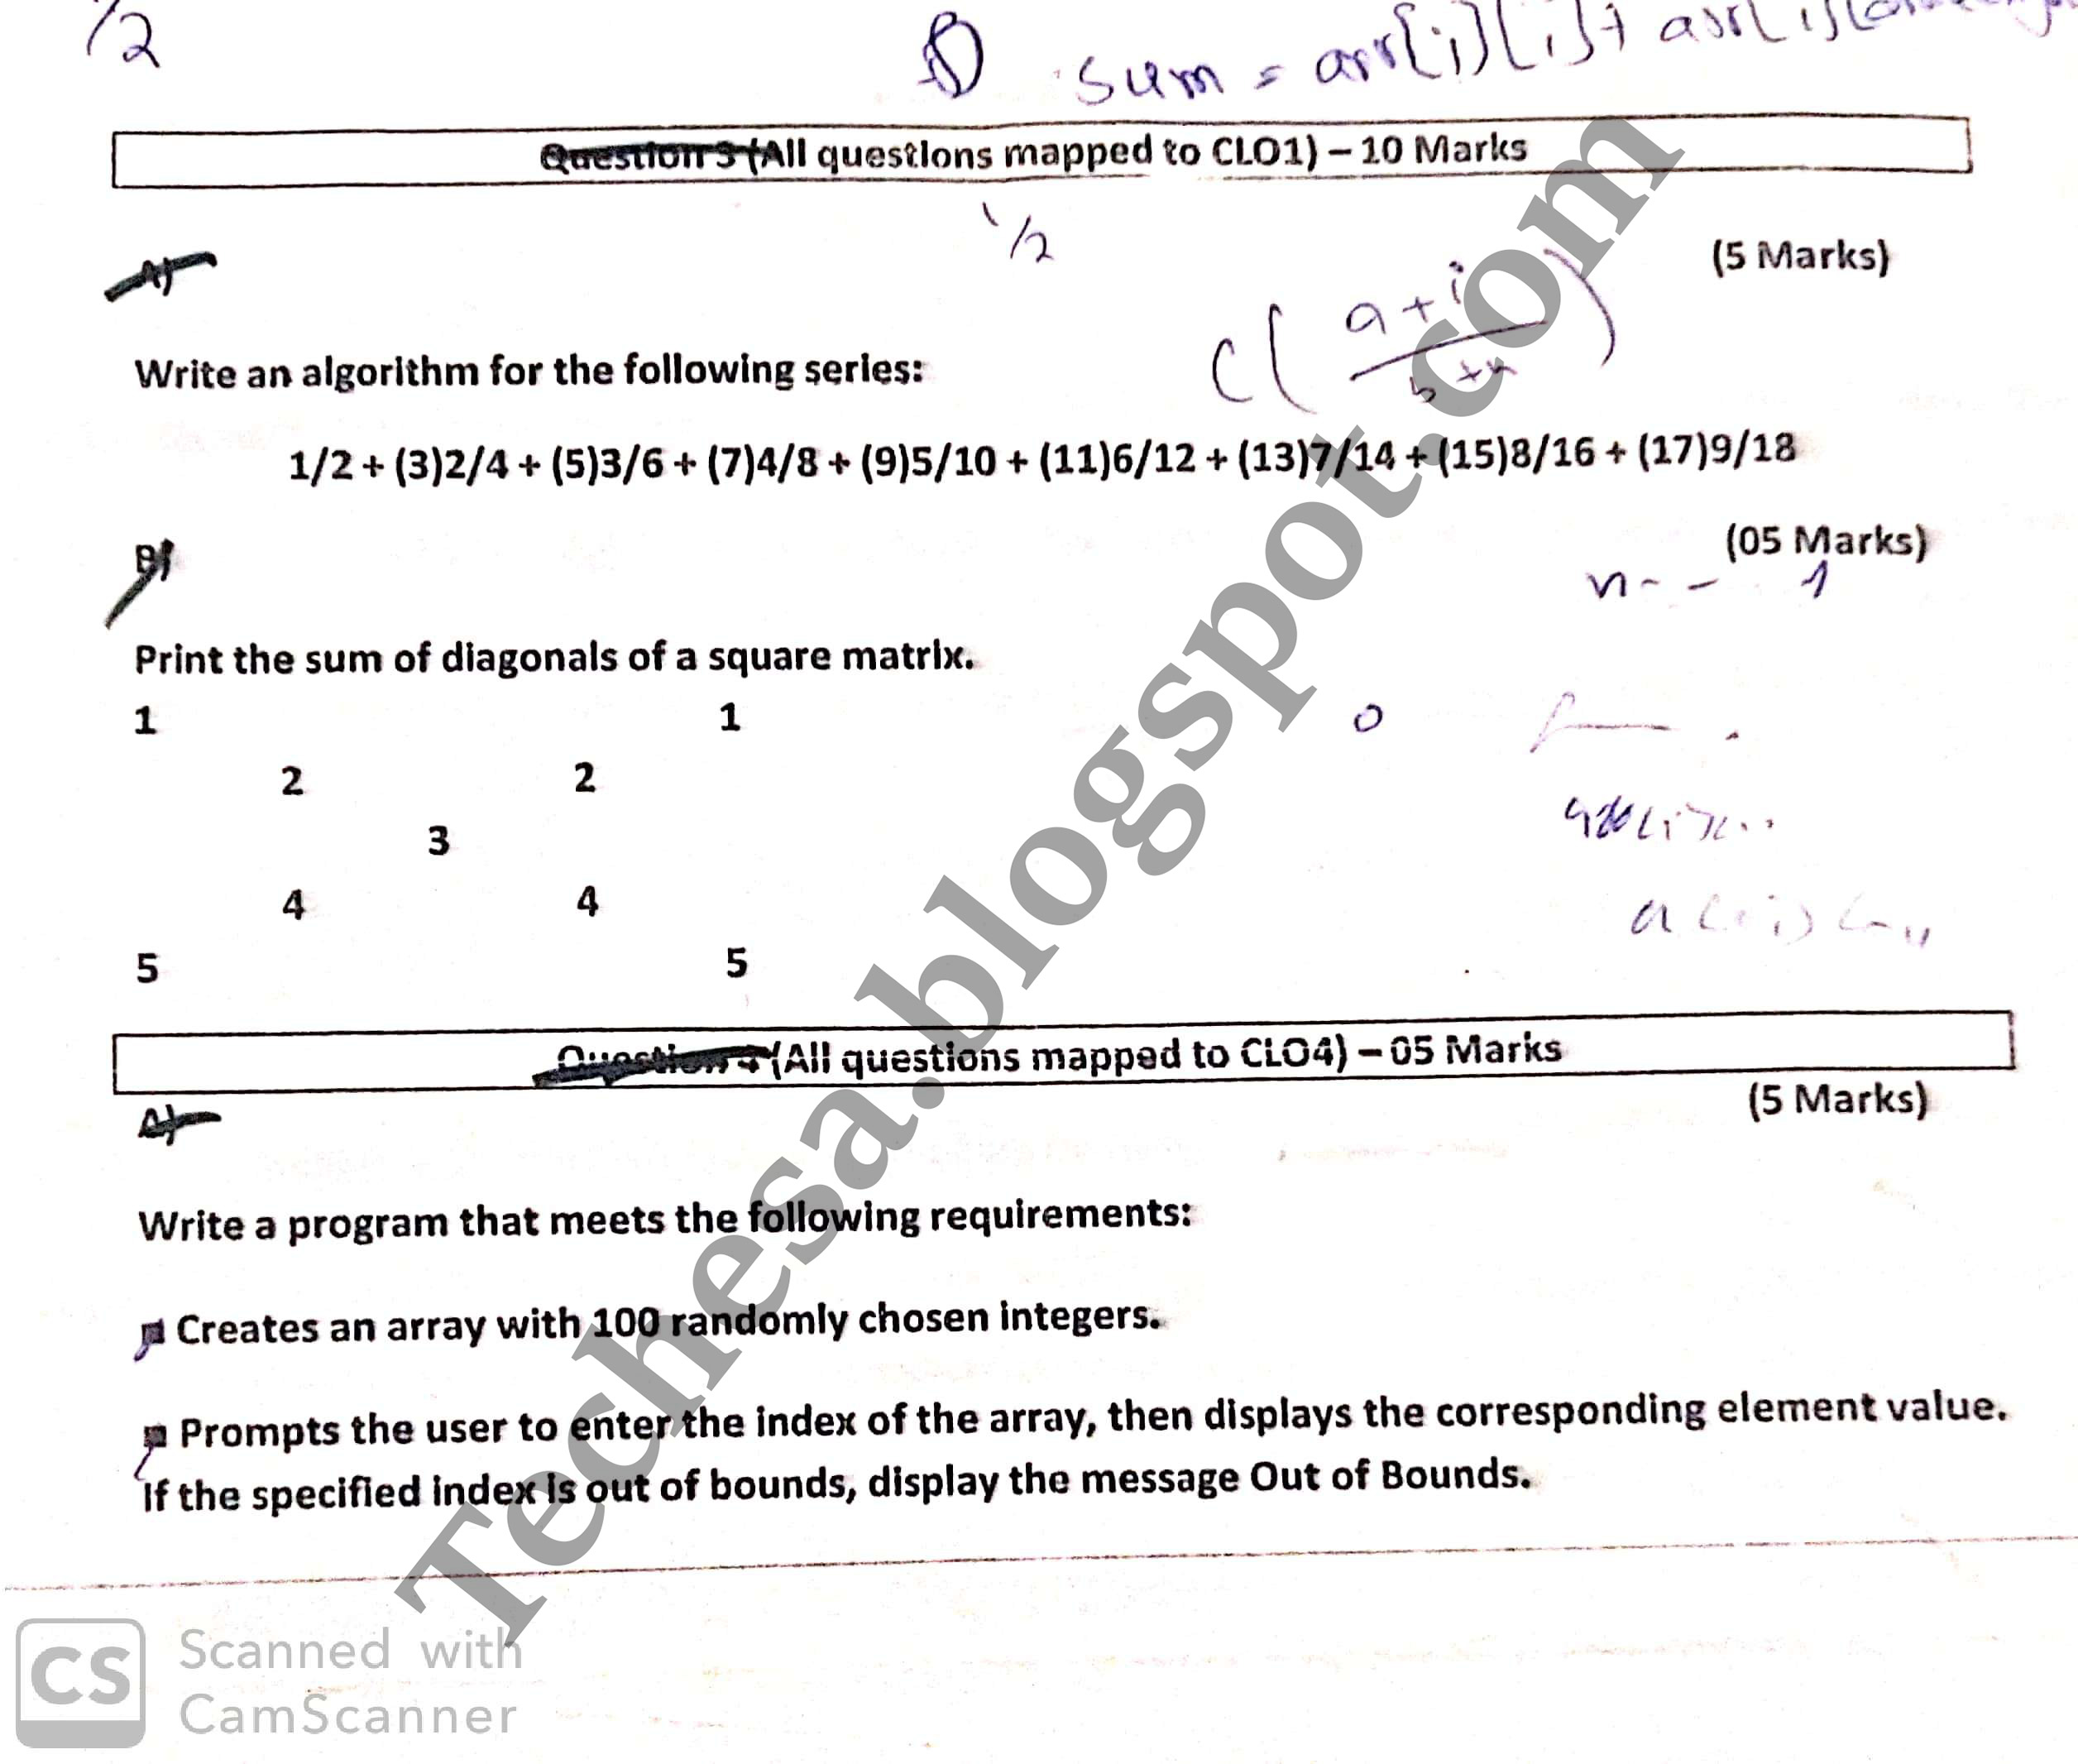 1/2
sum = arr[i][i] + arr[i]
Question 3 (All questions mapped to CLO1) – 10 Marks
1/2
A)
(5 Marks)
a + i
C(
Write an algorithm for the following series:
1/2 + (3)2/4 + (5)3/6 + (7)4/8 + (9)5/10 + (11)6/12 + (13)7/14 + (15)8/16 + (17)9/18
B)
(05 Marks)
n - - 1
Print the sum of diagonals of a square matrix.
1 1
0
2 2
3
4 4
5 5
Question 4 (All questions mapped to CLO4) – 05 Marks
A)
(5 Marks)
Write a program that meets the following requirements:
Creates an array with 100 randomly chosen integers.
Prompts the user to enter the index of the array, then displays the corresponding element value.
If the specified index is out of bounds, display the message Out of Bounds.
Techesa.blogspot.com
CS
Scanned with
CamScanner